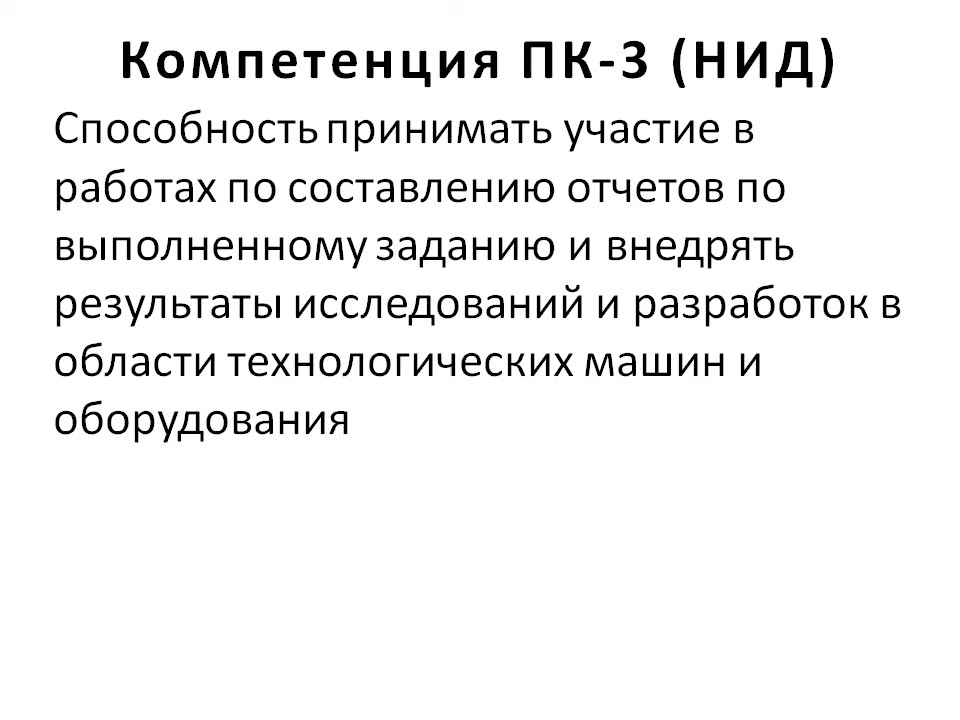 Компетенция ПК-3 (НИД)
Способность принимать участие в
работах по составлению отчетов по
выполненному заданию и внедрять
результаты исследований и разработок в
области технологических машин и
оборудования